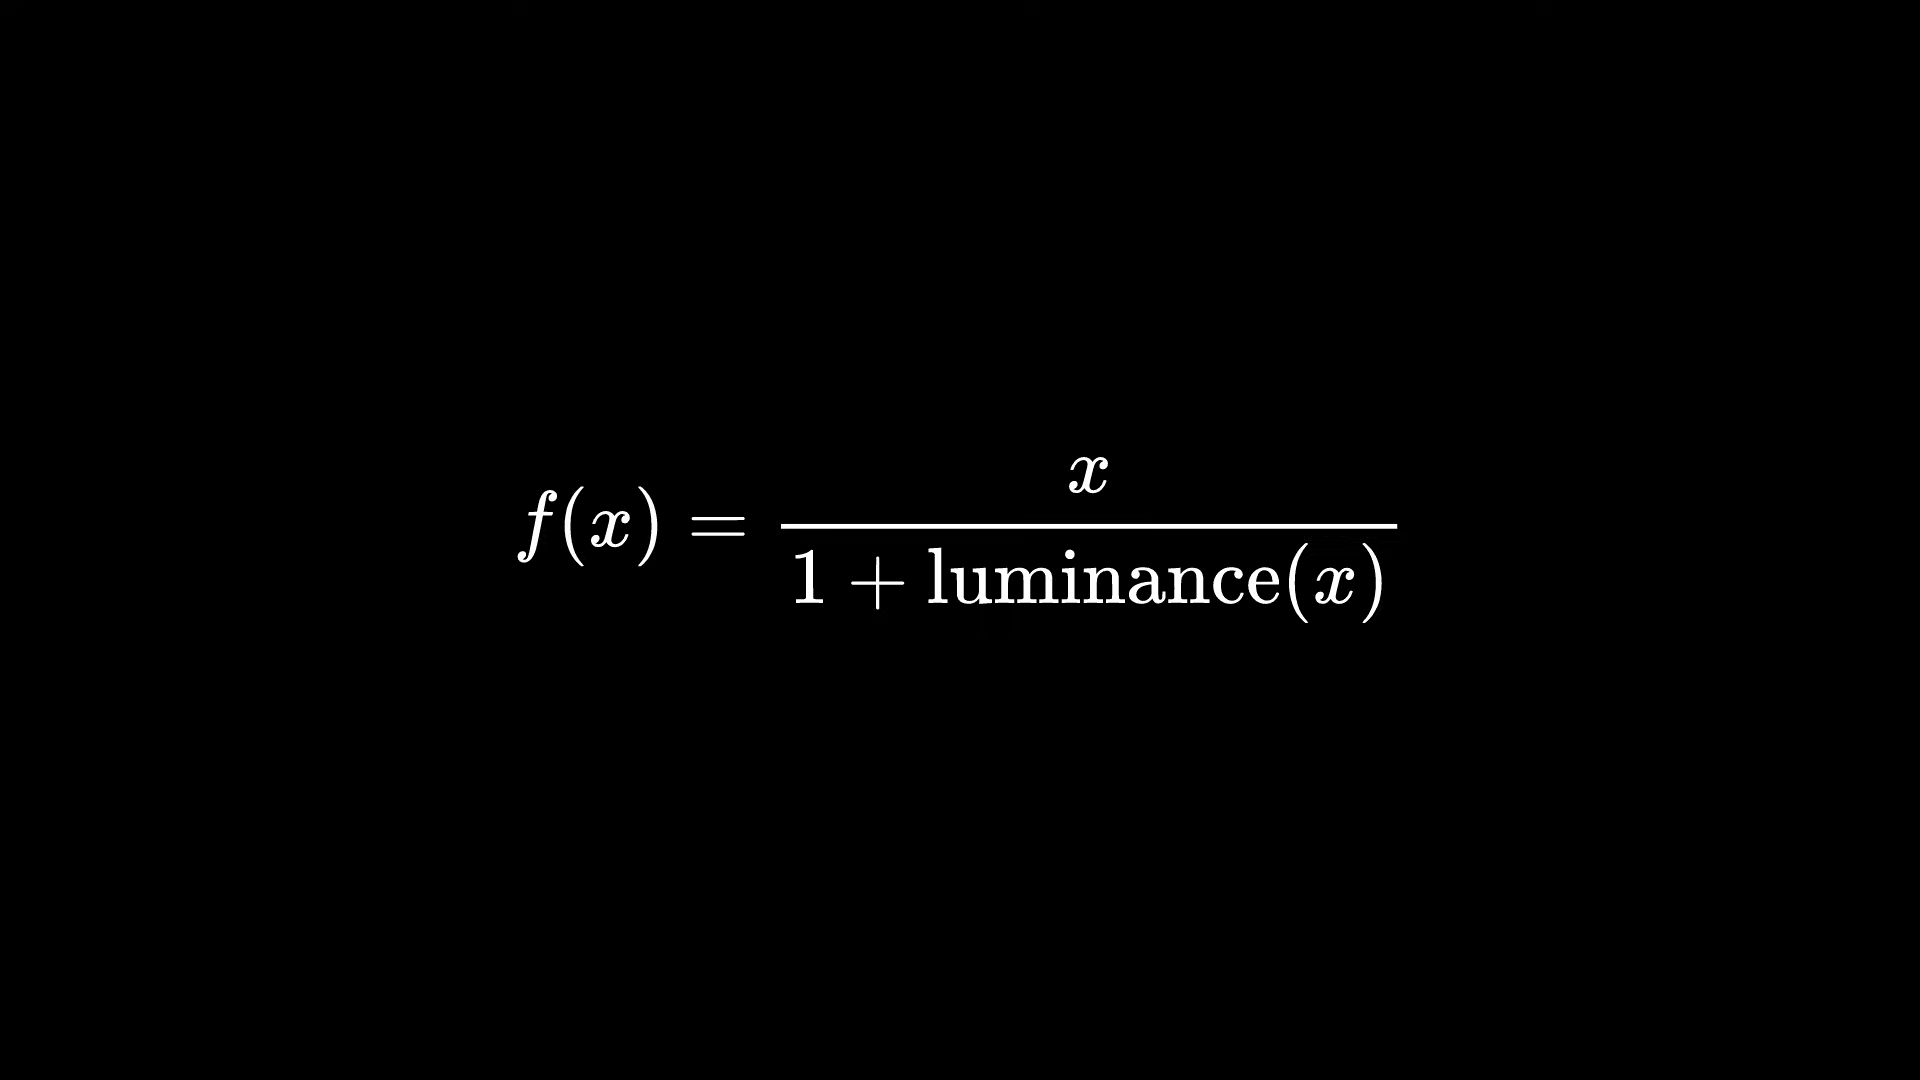 f(x) = x / (1 + luminance(x))